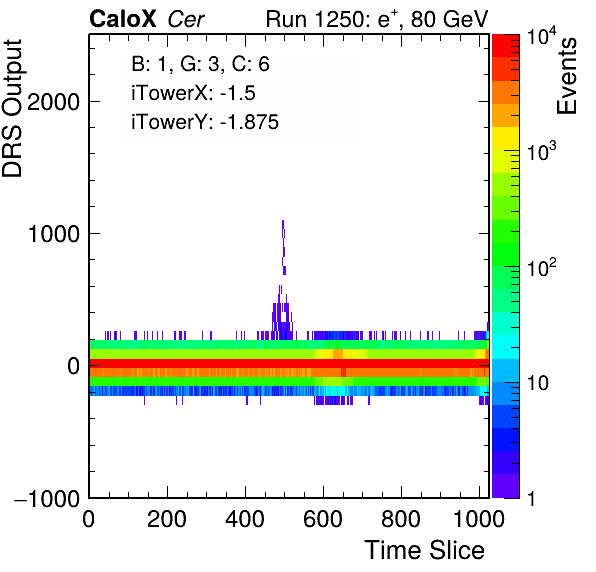 CaloX Cer Run 1250: e⁺, 80 GeV
B: 1, G: 3, C: 6
iTowerX: -1.5
iTowerY: -1.875
DRS Output
2000
1000
0
−1000
0 200 400 600 800 1000
Time Slice
10⁴
10³
10²
10
1
Events